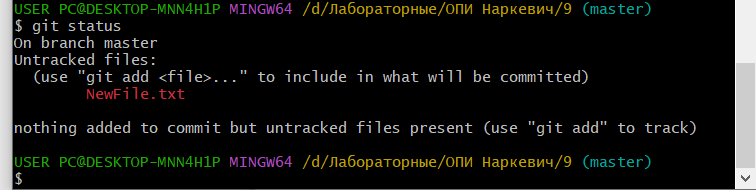 USER PC@DESKTOP-MNN4H1P MINGW64 /d/Лабораторные/ОПИ Наркевич/9 (master)
$ git status
On branch master
Untracked files:
  (use "git add <file>..." to include in what will be committed)
        NewFile.txt

nothing added to commit but untracked files present (use "git add" to track)

USER PC@DESKTOP-MNN4H1P MINGW64 /d/Лабораторные/ОПИ Наркевич/9 (master)
$